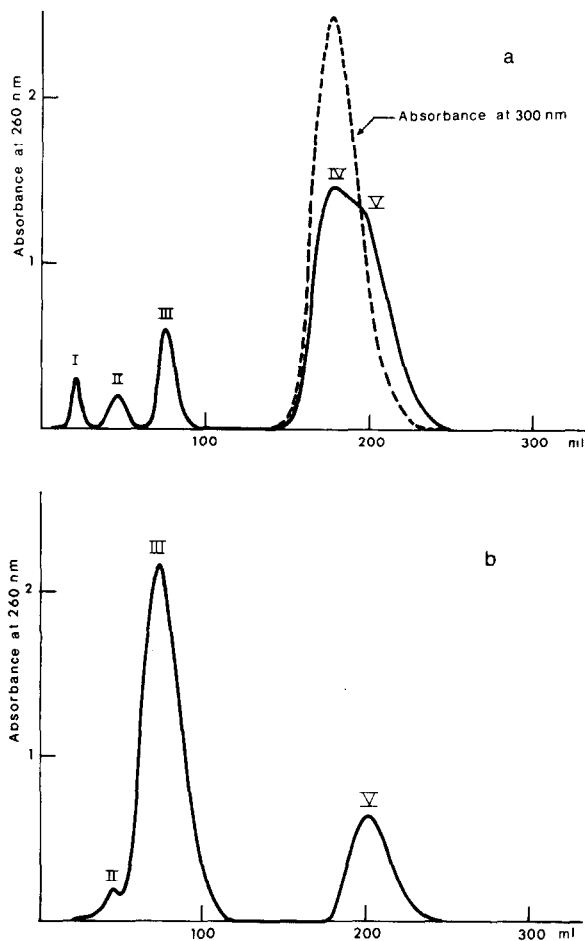 a
Absorbance at 260 nm
2
1
Absorbance at 300 nm
I
II
III
IV
V
100
200
300
ml
b
Absorbance at 260 nm
2
1
II
III
V
100
200
300
ml